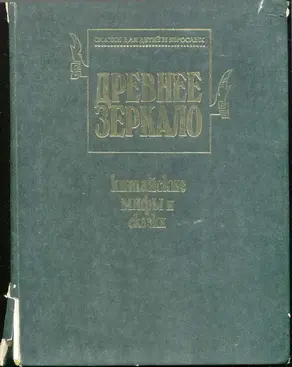 СКАЗКИ ДЛЯ ДЕТЕЙ И ВЗРОСЛЫХ
ДРЕВНЕЕ
ЗЕРКАЛО
китайские
мифы и
сказки